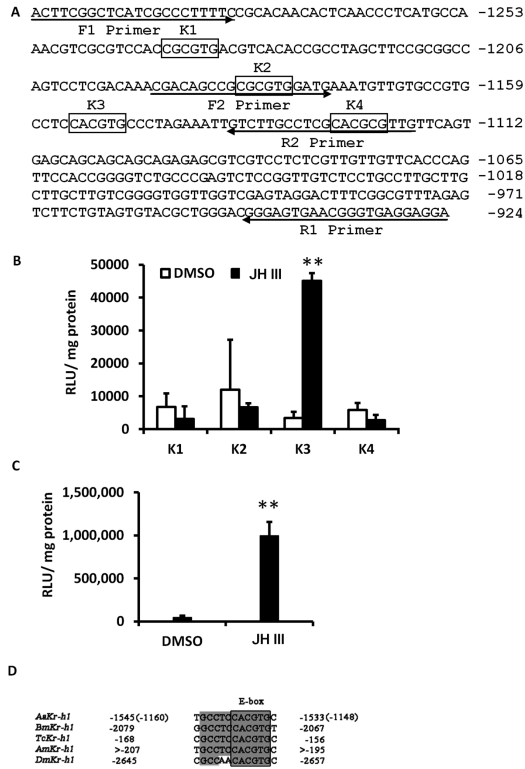 A
ACTTCGGCTCATCGCCCTTTTCCGCACAACACTCAACCCTCATGCCA -1253
F1 Primer K1
AACGTCGCGTCCACCGCGTGACGTCACACCGCCTAGCTTCCGCGGCC -1206
K2
AGTCCTCGACAAACGACAGCCGCGCGTGGATGAAATGTTGTGCCGTG -1159
K3 F2 Primer K4
CCTCCACGTGCCCTAGAAATTGTCTTGCCTCGCACGCGTTGTTCAGT -1112
R2 Primer
GAGCAGCAGCAGAGAGCGTCGTCCTCTCGTTGTTGTTCACCCAG -1065
TTCCACCGGGGTCTGCCCGAGTCTCCGGTTGTCTCCTGCCTTGCTTG -1018
CTTGCTTGTCGGGGTGGTTGGTCGAGTAGGACTTTCGGCGTTTAGAG -971
TCTTCTGTAGTGTACGCTGGGACGGGAGTGAACGGGTGAGGAGGA -924
R1 Primer
B
RLU/ mg protein
50000
40000
30000
20000
10000
0
DMSO JH III
**
K1 K2 K3 K4
C
RLU/ mg protein
1,500,000
1,000,000
500,000
0
**
DMSO JH III
D
E-box
AaKr-h1 -1545(-1160) TGCCTCCACGTGC -1533(-1148)
BmKr-h1 -2079 GGCCTCCACGTGT -2067
TcKr-h1 -168 CGCCTCCACGTGC -156
AmKr-h1 >-207 TGCCTCCACGTGC >-195
DmKr-h1 -2645 CGCCAACACGTGC -2657